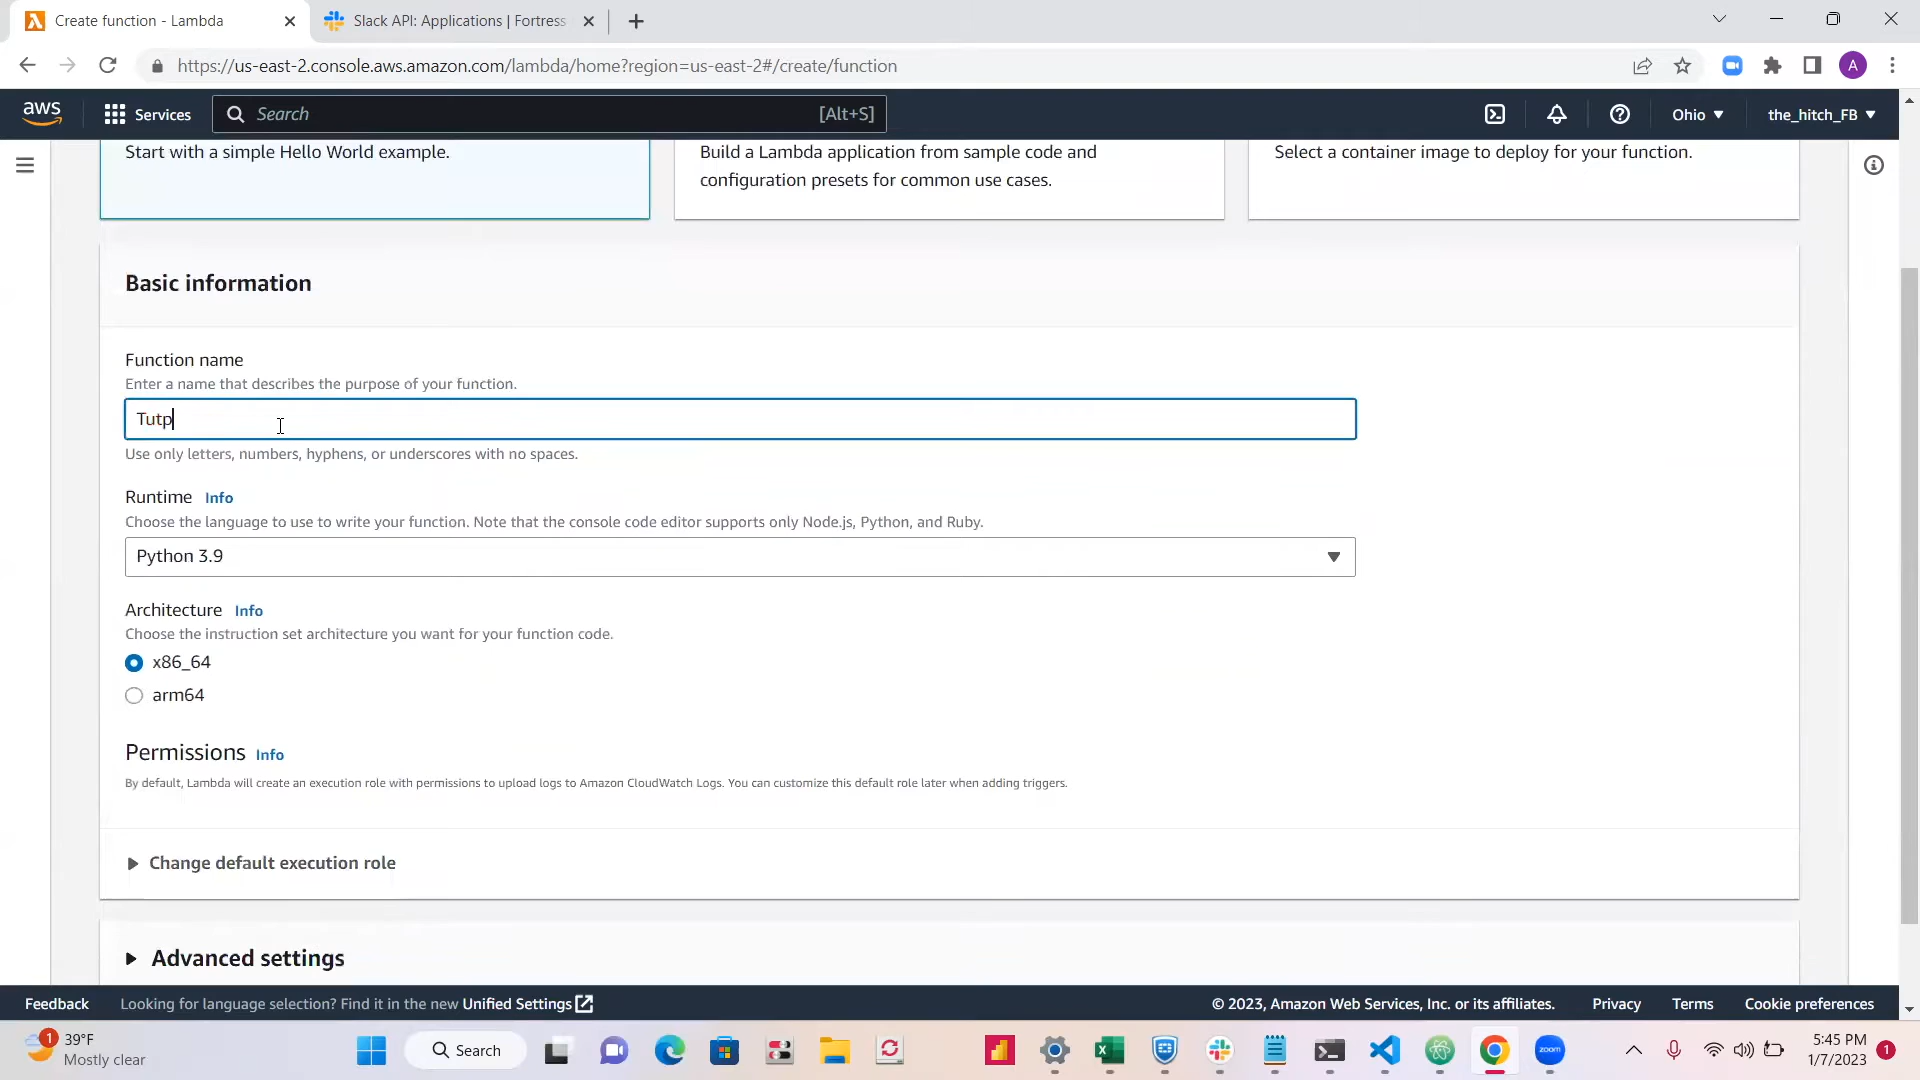 Create function - Lambda
Slack API: Applications | Fortress
https://us-east-2.console.aws.amazon.com/lambda/home?region=us-east-2#/create/function
A
aws
Services
Search
[Alt+S]
Ohio
the_hitch_FB
Start with a simple Hello World example.
Build a Lambda application from sample code and
configuration presets for common use cases.
Select a container image to deploy for your function.
Basic information
Function name
Enter a name that describes the purpose of your function.
Tutp
Use only letters, numbers, hyphens, or underscores with no spaces.
Runtime Info
Choose the language to use to write your function. Note that the console code editor supports only Node.js, Python, and Ruby.
Python 3.9
Architecture Info
Choose the instruction set architecture you want for your function code.
x86_64
arm64
Permissions Info
By default, Lambda will create an execution role with permissions to upload logs to Amazon CloudWatch Logs. You can customize this default role later when adding triggers.
Change default execution role
Advanced settings
Feedback
Looking for language selection? Find it in the new Unified Settings
© 2023, Amazon Web Services, Inc. or its affiliates.
Privacy
Terms
Cookie preferences
1
39°F
Mostly clear
Search
zoom
5:45 PM
1/7/2023
1